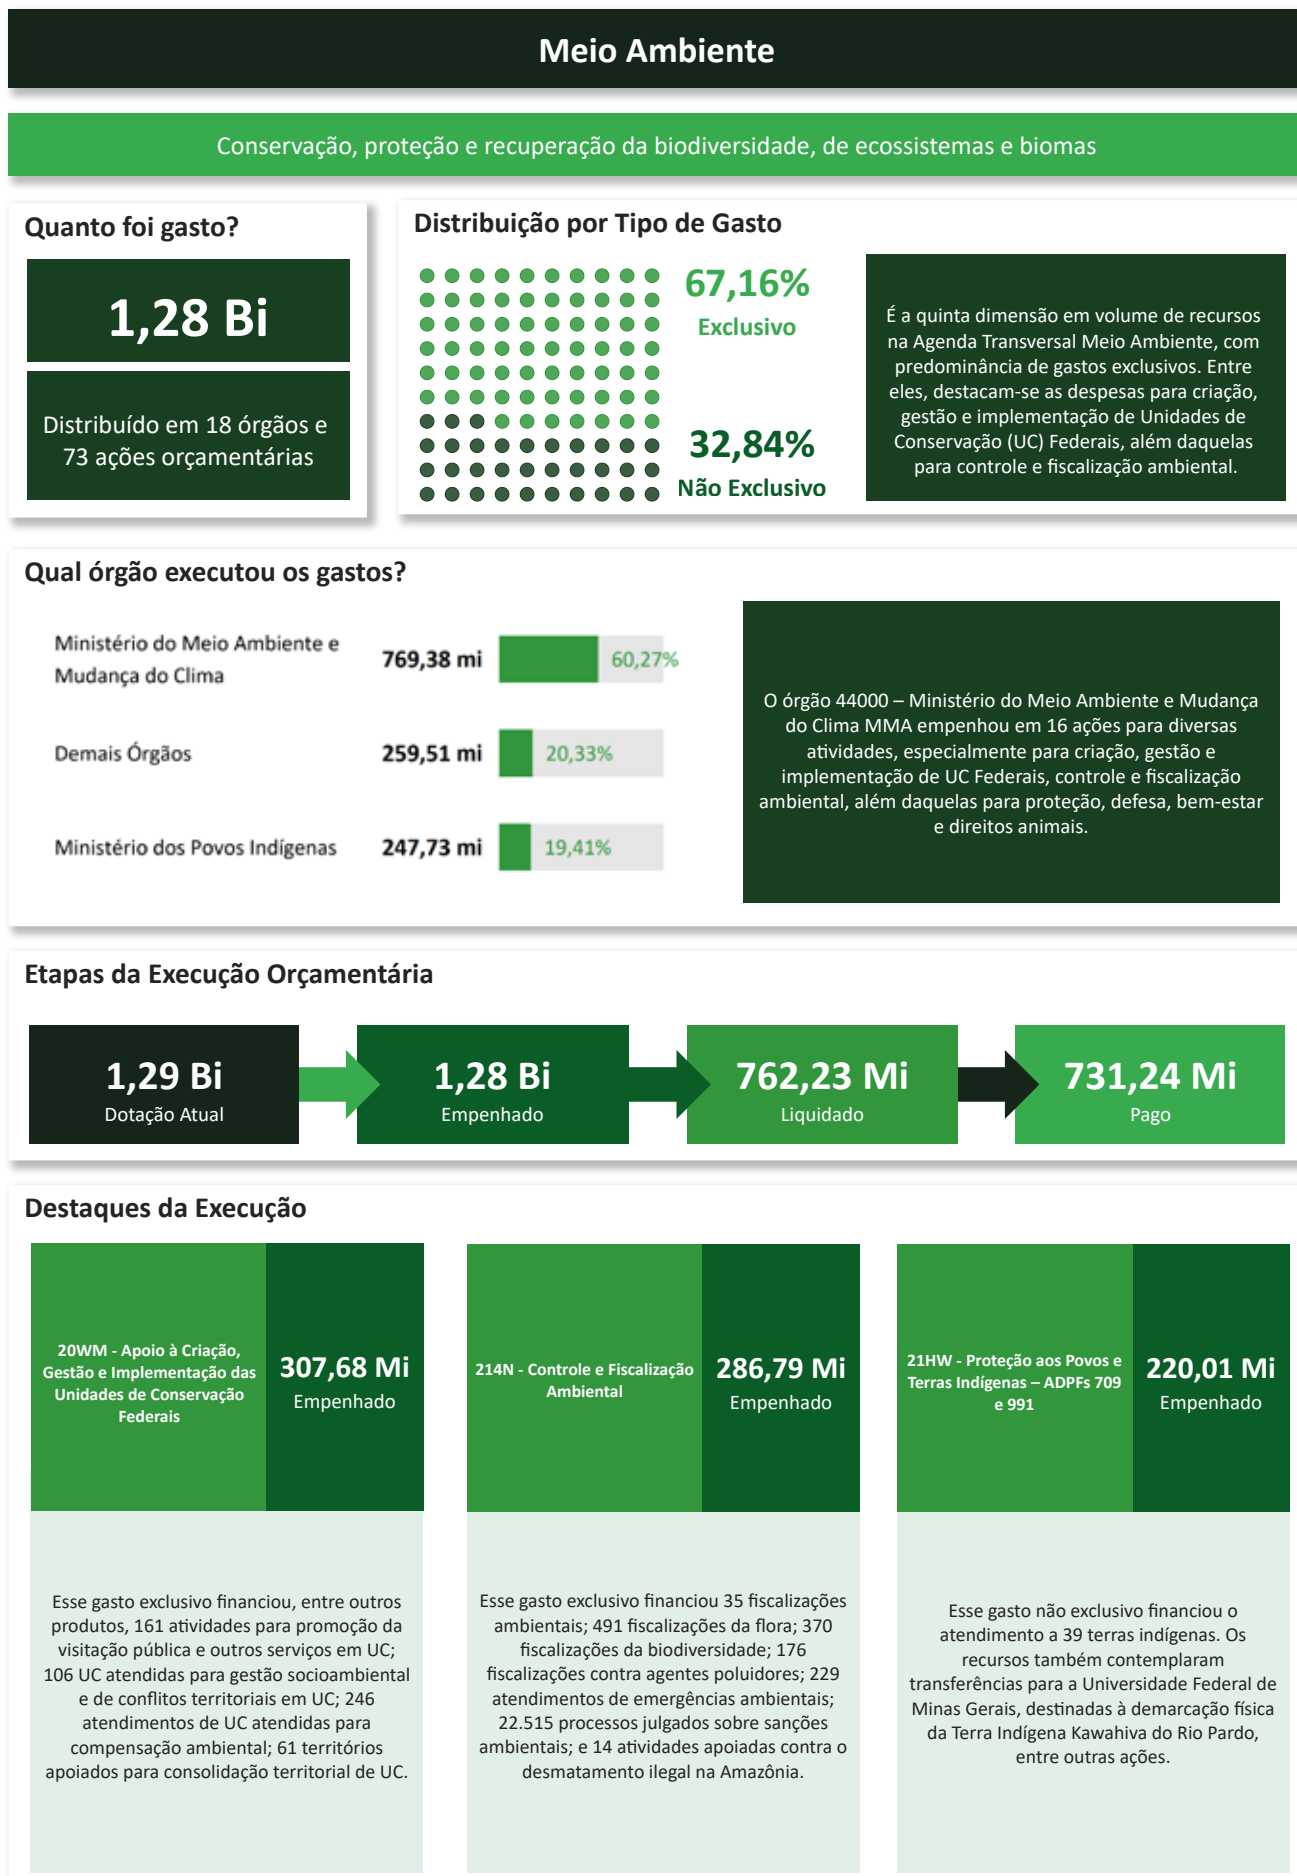 Meio Ambiente
Conservação, proteção e recuperação da biodiversidade, de ecossistemas e biomas
Quanto foi gasto?
1,28 Bi
Distribuído em 18 órgãos e
73 ações orçamentárias
Distribuição por Tipo de Gasto
67,16%
Exclusivo
32,84%
Não Exclusivo
É a quinta dimensão em volume de recursos
na Agenda Transversal Meio Ambiente, com
predominância de gastos exclusivos. Entre
eles, destacam-se as despesas para criação,
gestão e implementação de Unidades de
Conservação (UC) Federais, além daquelas
para controle e fiscalização ambiental.
Qual órgão executou os gastos?
Ministério do Meio Ambiente e
Mudança do Clima
769,38 mi
60,27%
Demais Órgãos
259,51 mi
20,33%
Ministério dos Povos Indígenas
247,73 mi
19,41%
O órgão 44000 – Ministério do Meio Ambiente e Mudança
do Clima MMA empenhou em 16 ações para diversas
atividades, especialmente para criação, gestão e
implementação de UC Federais, controle e fiscalização
ambiental, além daquelas para proteção, defesa, bem-estar
e direitos animais.
Etapas da Execução Orçamentária
1,29 Bi
Dotação Atual
1,28 Bi
Empenhado
762,23 Mi
Liquidado
731,24 Mi
Pago
Destaques da Execução
20WM - Apoio à Criação,
Gestão e Implementação das
Unidades de Conservação
Federais
307,68 Mi
Empenhado
Esse gasto exclusivo financiou, entre outros
produtos, 161 atividades para promoção da
visitação pública e outros serviços em UC;
106 UC atendidas para gestão socioambiental
e de conflitos territoriais em UC; 246
atendimentos de UC atendidas para
compensação ambiental; 61 territórios
apoiados para consolidação territorial de UC.
214N - Controle e Fiscalização
Ambiental
286,79 Mi
Empenhado
Esse gasto exclusivo financiou 35 fiscalizações
ambientais; 491 fiscalizações da flora; 370
fiscalizações da biodiversidade; 176
fiscalizações contra agentes poluidores; 229
atendimentos de emergências ambientais;
22.515 processos julgados sobre sanções
ambientais; e 14 atividades apoiadas contra o
desmatamento ilegal na Amazônia.
21HW - Proteção aos Povos e
Terras Indígenas – ADPFs 709
e 991
220,01 Mi
Empenhado
Esse gasto não exclusivo financiou o
atendimento a 39 terras indígenas. Os
recursos também contemplaram
transferências para a Universidade Federal de
Minas Gerais, destinadas à demarcação física
da Terra Indígena Kawahiva do Rio Pardo,
entre outras ações.